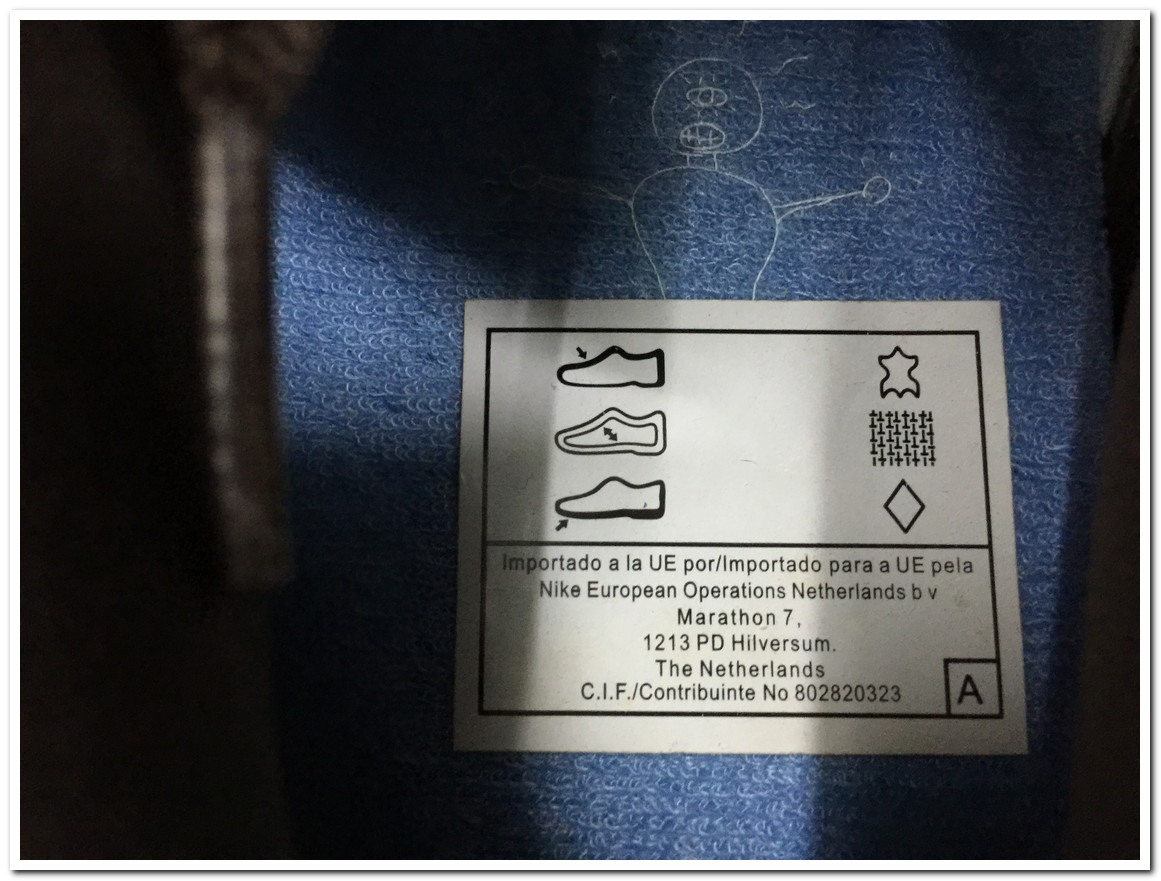 Importado a la UE por/Importado para a UE pela
Nike European Operations Netherlands b v
Marathon 7,
1213 PD Hilversum.
The Netherlands
C.I.F./Contribuinte No 802820323
A